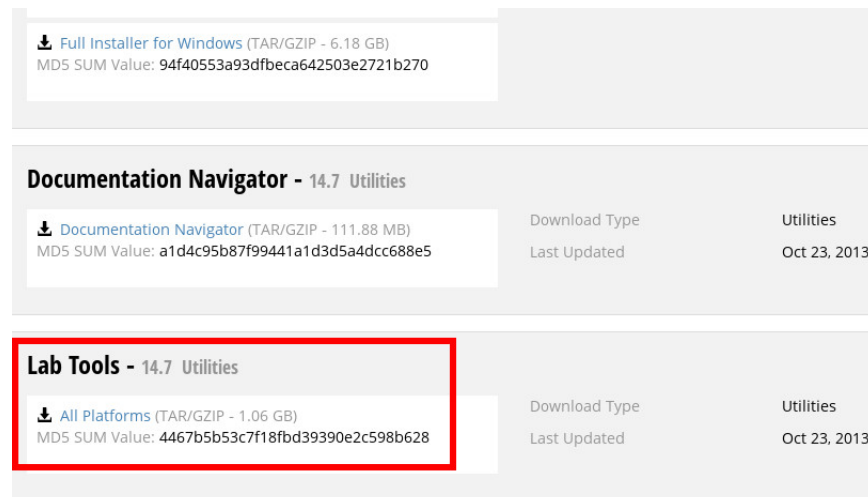 Full Installer for Windows (TAR/GZIP - 6.18 GB)
MD5 SUM Value: 94f40553a93dfbeca642503e2721b270
Documentation Navigator - 14.7 Utilities
Documentation Navigator (TAR/GZIP - 111.88 MB)
MD5 SUM Value: a1d4c95b87f99441a1d3d5a4dcc688e5
Download Type Utilities
Last Updated Oct 23, 2013
Lab Tools - 14.7 Utilities
All Platforms (TAR/GZIP - 1.06 GB)
MD5 SUM Value: 4467b5b53c7f18fbd39390e2c598b628
Download Type Utilities
Last Updated Oct 23, 2013